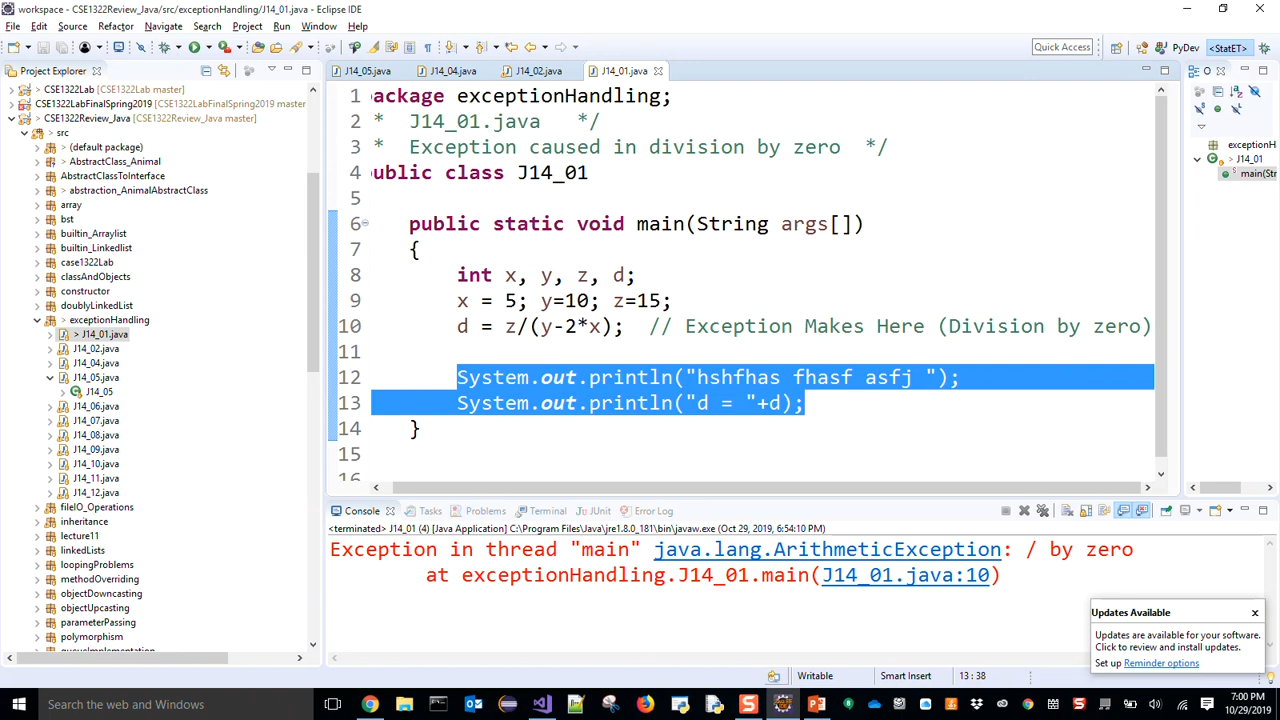 workspace - CSE1322Review_Java/src/exceptionHandling/J14_01.java - Eclipse IDE
File Edit Source Refactor Navigate Search Project Run Window Help
Quick Access PyDev <StatET>
Project Explorer
J14_05.java J14_04.java J14_02.java J14_01.java
CSE1322Lab [CSE1322Lab master]
CSE1322LabFinalSpring2019 [CSE1322LabFinalSpring2019 master]
CSE1322Review_Java [CSE1322Review_Java master]
src
(default package)
AbstractClass_Animal
AbstractClassToInterface
abstraction_AnimalAbstractClass
array
bst
builtin_Arraylist
builtin_Linkedlist
case1322Lab
classAndObjects
constructor
doublyLinkedList
exceptionHandling
> J14_01.java
J14_02.java
J14_04.java
J14_05.java
J14_05
J14_06.java
J14_07.java
J14_08.java
J14_09.java
J14_10.java
J14_11.java
J14_12.java
fileIO_Operations
inheritance
lecture11
linkedLists
loopingProblems
methodOverriding
objectDowncasting
objectUpcasting
parameterPassing
polymorphism
1 ackage exceptionHandling;
2 * J14_01.java */
3 * Exception caused in division by zero */
4 ublic class J14_01
5
6 public static void main(String args[])
7 {
8 int x, y, z, d;
9 x = 5; y=10; z=15;
10 d = z/(y-2*x); // Exception Makes Here (Division by zero)
11
12 System.out.println("hshfhas fhasf asfj ");
13 System.out.println("d = "+d);
14 }
15
16
exceptionH
J14_01
main(Str
Console Tasks Problems Terminal JUnit Error Log
<terminated> J14_01 (4) [Java Application] C:\Program Files\Java\jre1.8.0_181\bin\javaw.exe (Oct 29, 2019, 6:54:10 PM)
Exception in thread "main" java.lang.ArithmeticException: / by zero
at exceptionHandling.J14_01.main(J14_01.java:10)
Updates Available
Updates are available for your software.
Click to review and install updates.
Set up Reminder options
Writable Smart Insert 13 : 38
Search the web and Windows
7:00 PM
10/29/2019